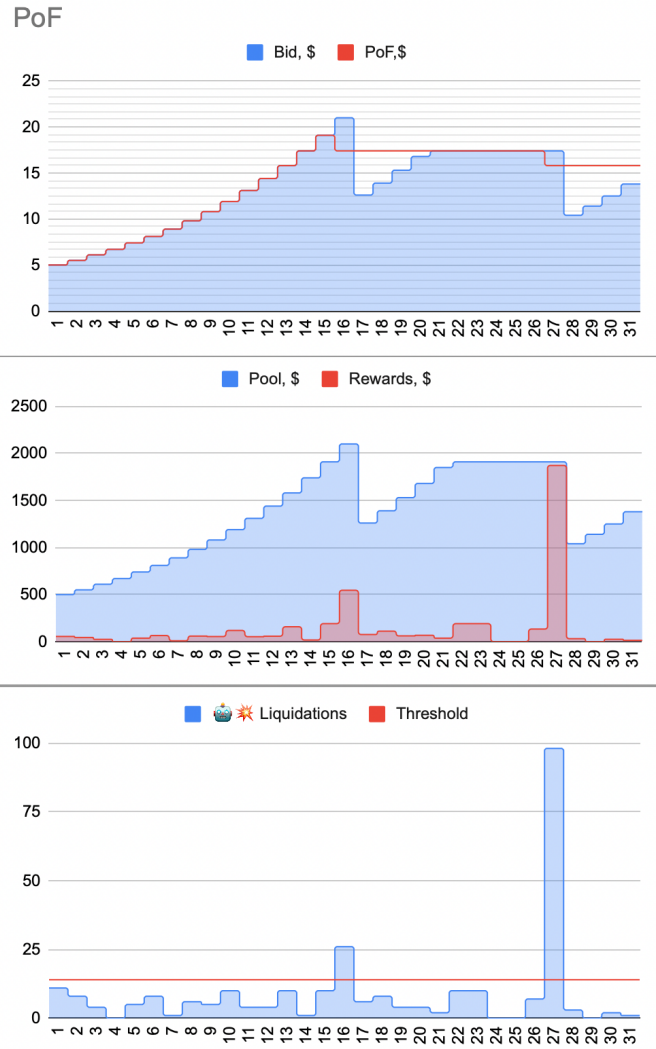 PoF
Bid, $ PoF,$
25
20
15
10
5
0
1 2 3 4 5 6 7 8 9 10 11 12 13 14 15 16 17 18 19 20 21 22 23 24 25 26 27 28 29 30 31
Pool, $ Rewards, $
2500
2000
1500
1000
500
0
1 2 3 4 5 6 7 8 9 10 11 12 13 14 15 16 17 18 19 20 21 22 23 24 25 26 27 28 29 30 31
🤖💥 Liquidations Threshold
100
75
50
25
0
1 2 3 4 5 6 7 8 9 10 11 12 13 14 15 16 17 18 19 20 21 22 23 24 25 26 27 28 29 30 31